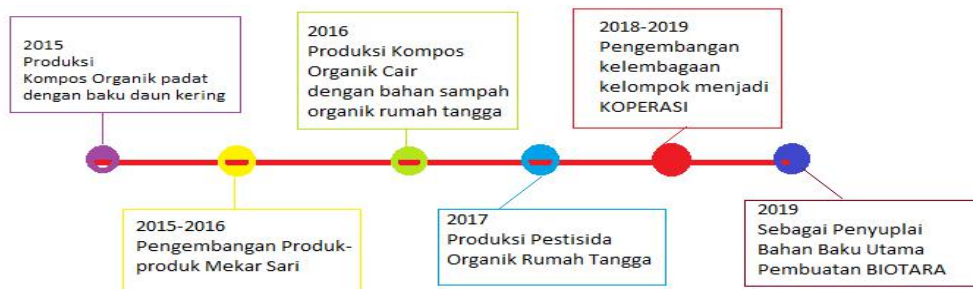 2015
Produksi
Kompos Organik padat
dengan baku daun kering
2015-2016
Pengembangan Produk-
produk Mekar Sari
2016
Produksi Kompos
Organik Cair
dengan bahan sampah
organik rumah tangga
2017
Produksi Pestisida
Organik Rumah Tangga
2018-2019
Pengembangan
kelembagaan
kelompok menjadi
KOPERASI
2019
Sebagai Penyuplai
Bahan Baku Utama
Pembuatan BIOTARA